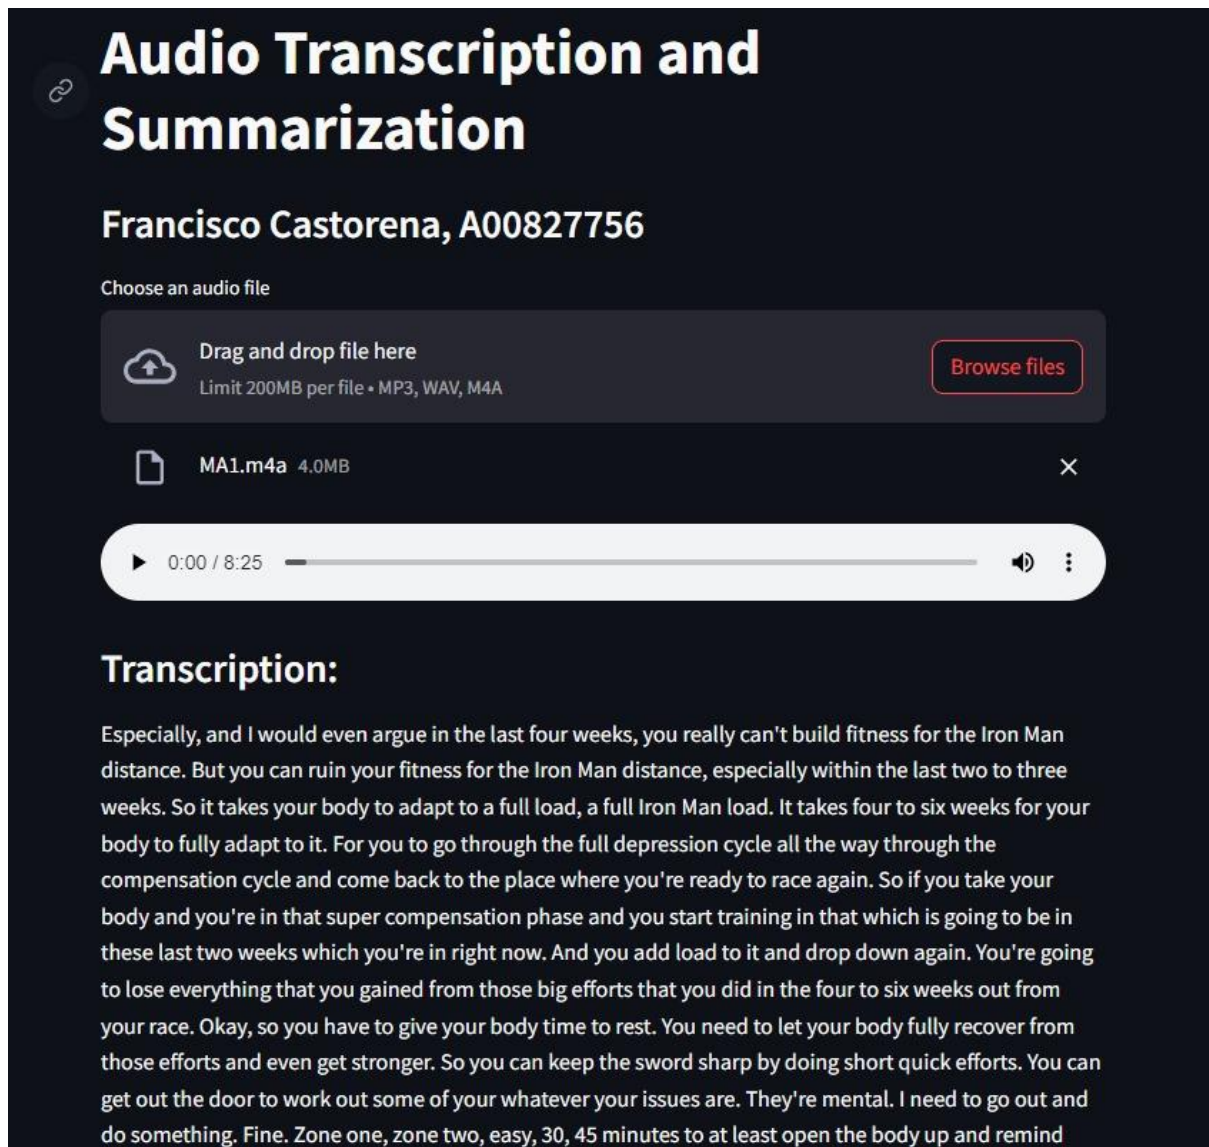 Audio Transcription and
Summarization
Francisco Castorena, A00827756
Choose an audio file
Drag and drop file here
Limit 200MB per file • MP3, WAV, M4A
Browse files
MA1.m4a 4.0MB
0:00 / 8:25
Transcription:
Especially, and I would even argue in the last four weeks, you really can't build fitness for the Iron Man
distance. But you can ruin your fitness for the Iron Man distance, especially within the last two to three
weeks. So it takes your body to adapt to a full load, a full Iron Man load. It takes four to six weeks for your
body to fully adapt to it. For you to go through the full depression cycle all the way through the
compensation cycle and come back to the place where you're ready to race again. So if you take your
body and you're in that super compensation phase and you start training in that which is going to be in
these last two weeks which you're in right now. And you add load to it and drop down again. You're going
to lose everything that you gained from those big efforts that you did in the four to six weeks out from
your race. Okay, so you have to give your body time to rest. You need to let your body fully recover from
those efforts and even get stronger. So you can keep the sword sharp by doing short quick efforts. You can
get out the door to work out some of your whatever your issues are. They're mental. I need to go out and
do something. Fine. Zone one, zone two, easy, 30, 45 minutes to at least open the body up and remind